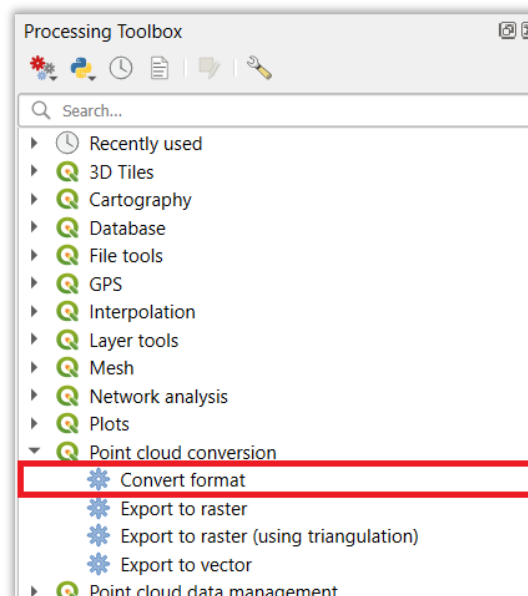 Processing Toolbox
Search...
Recently used
3D Tiles
Cartography
Database
File tools
GPS
Interpolation
Layer tools
Mesh
Network analysis
Plots
Point cloud conversion
Convert format
Export to raster
Export to raster (using triangulation)
Export to vector
Point cloud data management